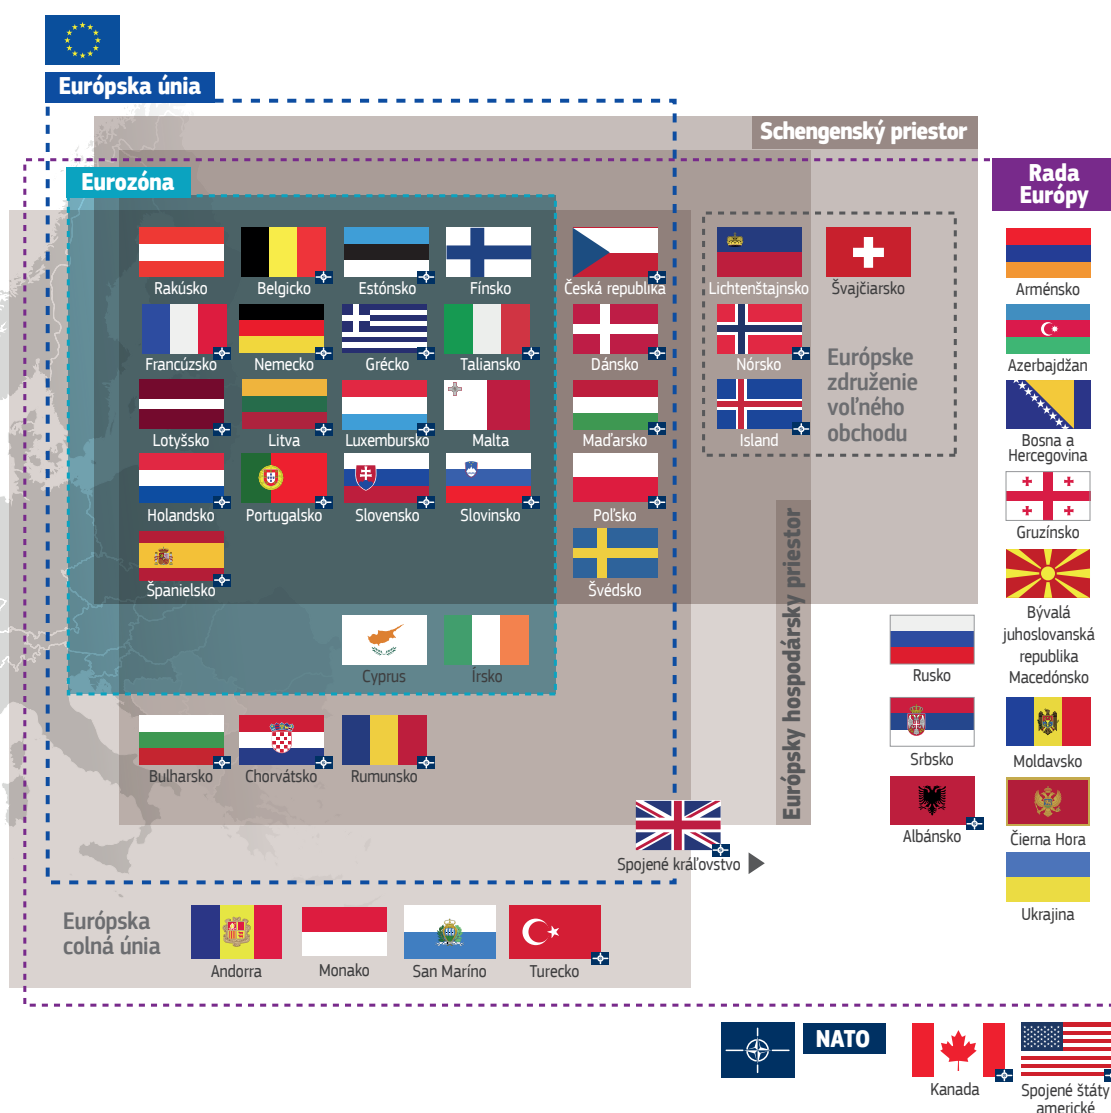 Európska únia
Schengenský priestor
Rada
Európy
Eurozóna
Rakúsko
Belgicko
Estónsko
Fínsko
Česká republika
Lichtenštajnsko
Švajčiarsko
Arménsko
Francúzsko
Nemecko
Grécko
Taliansko
Dánsko
Nórsko
Európske
združenie
voľného
obchodu
Azerbajdžan
Lotyšsko
Litva
Luxembursko
Malta
Maďarsko
Island
Bosna a
Hercegovina
Holandsko
Portugalsko
Slovensko
Slovinsko
Poľsko
Gruzínsko
Španielsko
Švédsko
Európsky hospodársky priestor
Bývalá
juhoslovanská
republika
Macedónsko
Cyprus
Írsko
Rusko
Bulharsko
Chorvátsko
Rumunsko
Srbsko
Moldavsko
Albánsko
Čierna Hora
Spojené kráľovstvo
Ukrajina
Európska
colná únia
Andorra
Monako
San Maríno
Turecko
NATO
Kanada
Spojené štáty
americké